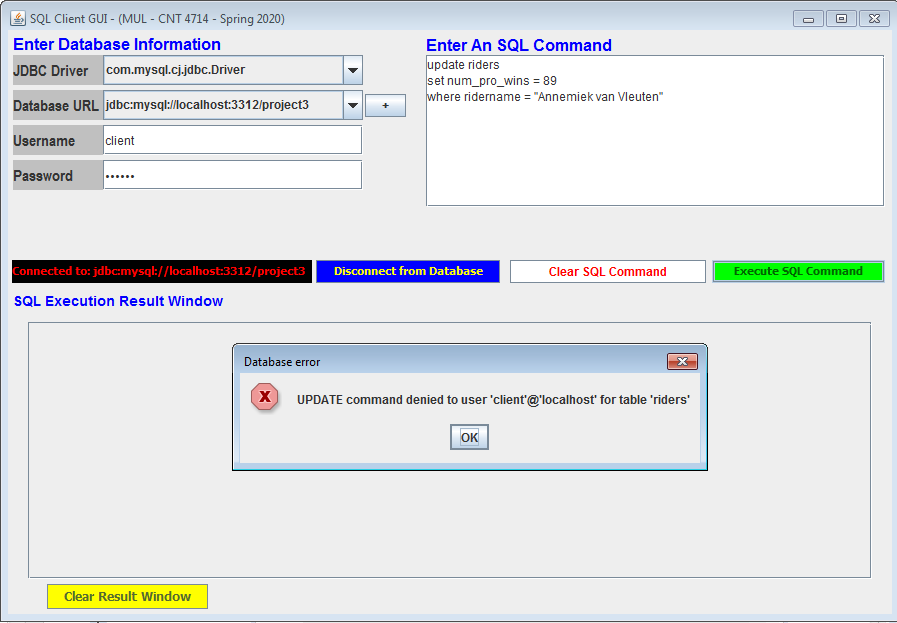 SQL Client GUI - (MUL - CNT 4714 - Spring 2020)
Enter Database Information
JDBC Driver com.mysql.cj.jdbc.Driver
Database URL jdbc:mysql://localhost:3312/project3 +
Username client
Password ••••••
Enter An SQL Command
update riders
set num_pro_wins = 89
where ridername = "Annemiek van Vleuten"
Connected to: jdbc:mysql://localhost:3312/project3 Disconnect from Database Clear SQL Command Execute SQL Command
SQL Execution Result Window
Database error
X UPDATE command denied to user 'client'@'localhost' for table 'riders'
OK
Clear Result Window